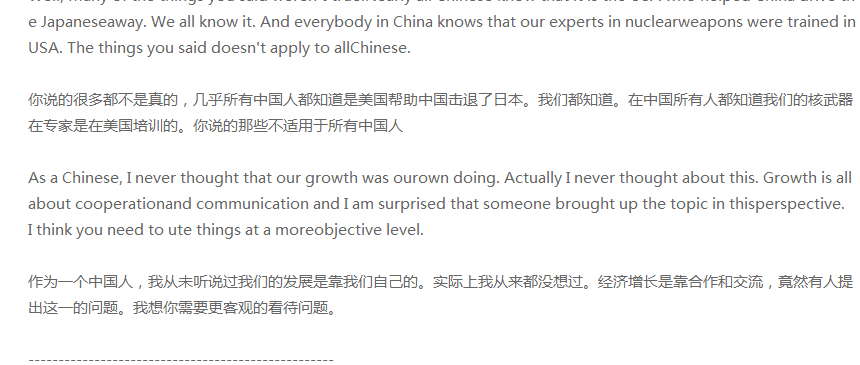 e Japaneseaway. We all know it. And everybody in China knows that our experts in nuclearweapons were trained in
USA. The things you said doesn't apply to allChinese.
你说的很多都不是真的，几乎所有中国人都知道是美国帮助中国击退了日本。我们都知道。在中国所有人都知道我们的核武器
在专家是在美国培训的。你说的那些不适用于所有中国人
As a Chinese, I never thought that our growth was ourown doing. Actually I never thought about this. Growth is all
about cooperationand communication and I am surprised that someone brought up the topic in thisperspective.
I think you need to ute things at a moreobjective level.
作为一个中国人，我从未听说过我们的发展是靠我们自己的。实际上我从来都没想过。经济增长是靠合作和交流，竟然有人提
出这一的问题。我想你需要更客观的看待问题。
--------------------------------------------------